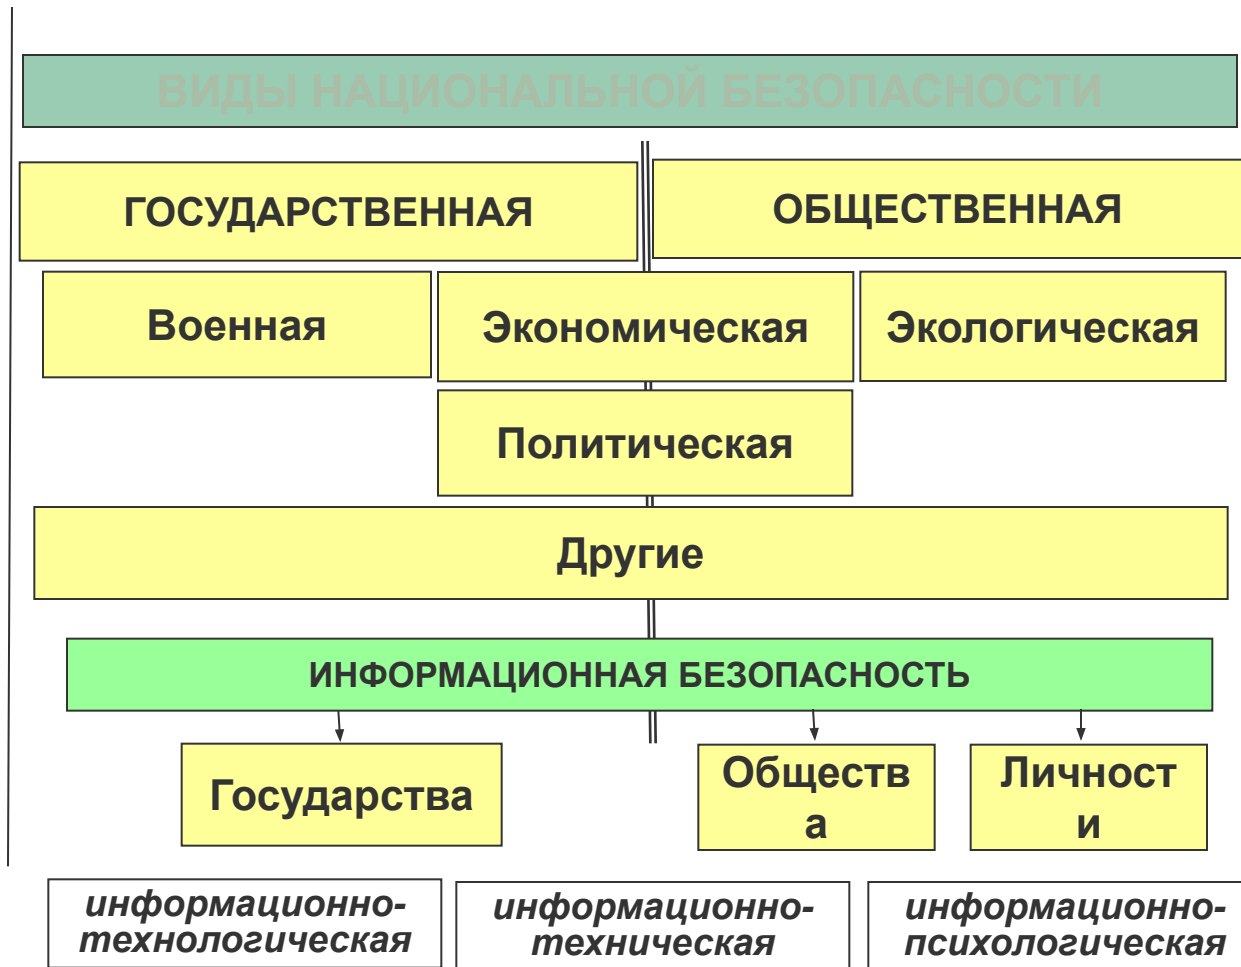 ВИДЫ НАЦИОНАЛЬНОЙ БЕЗОПАСНОСТИ
ГОСУДАРСТВЕННАЯ
ОБЩЕСТВЕННАЯ
Военная
Экономическая
Экологическая
Политическая
Другие
ИНФОРМАЦИОННАЯ БЕЗОПАСНОСТЬ
Государства
Обществ
а
Личност
и
информационно-
технологическая
информационно-
техническая
информационно-
психологическая